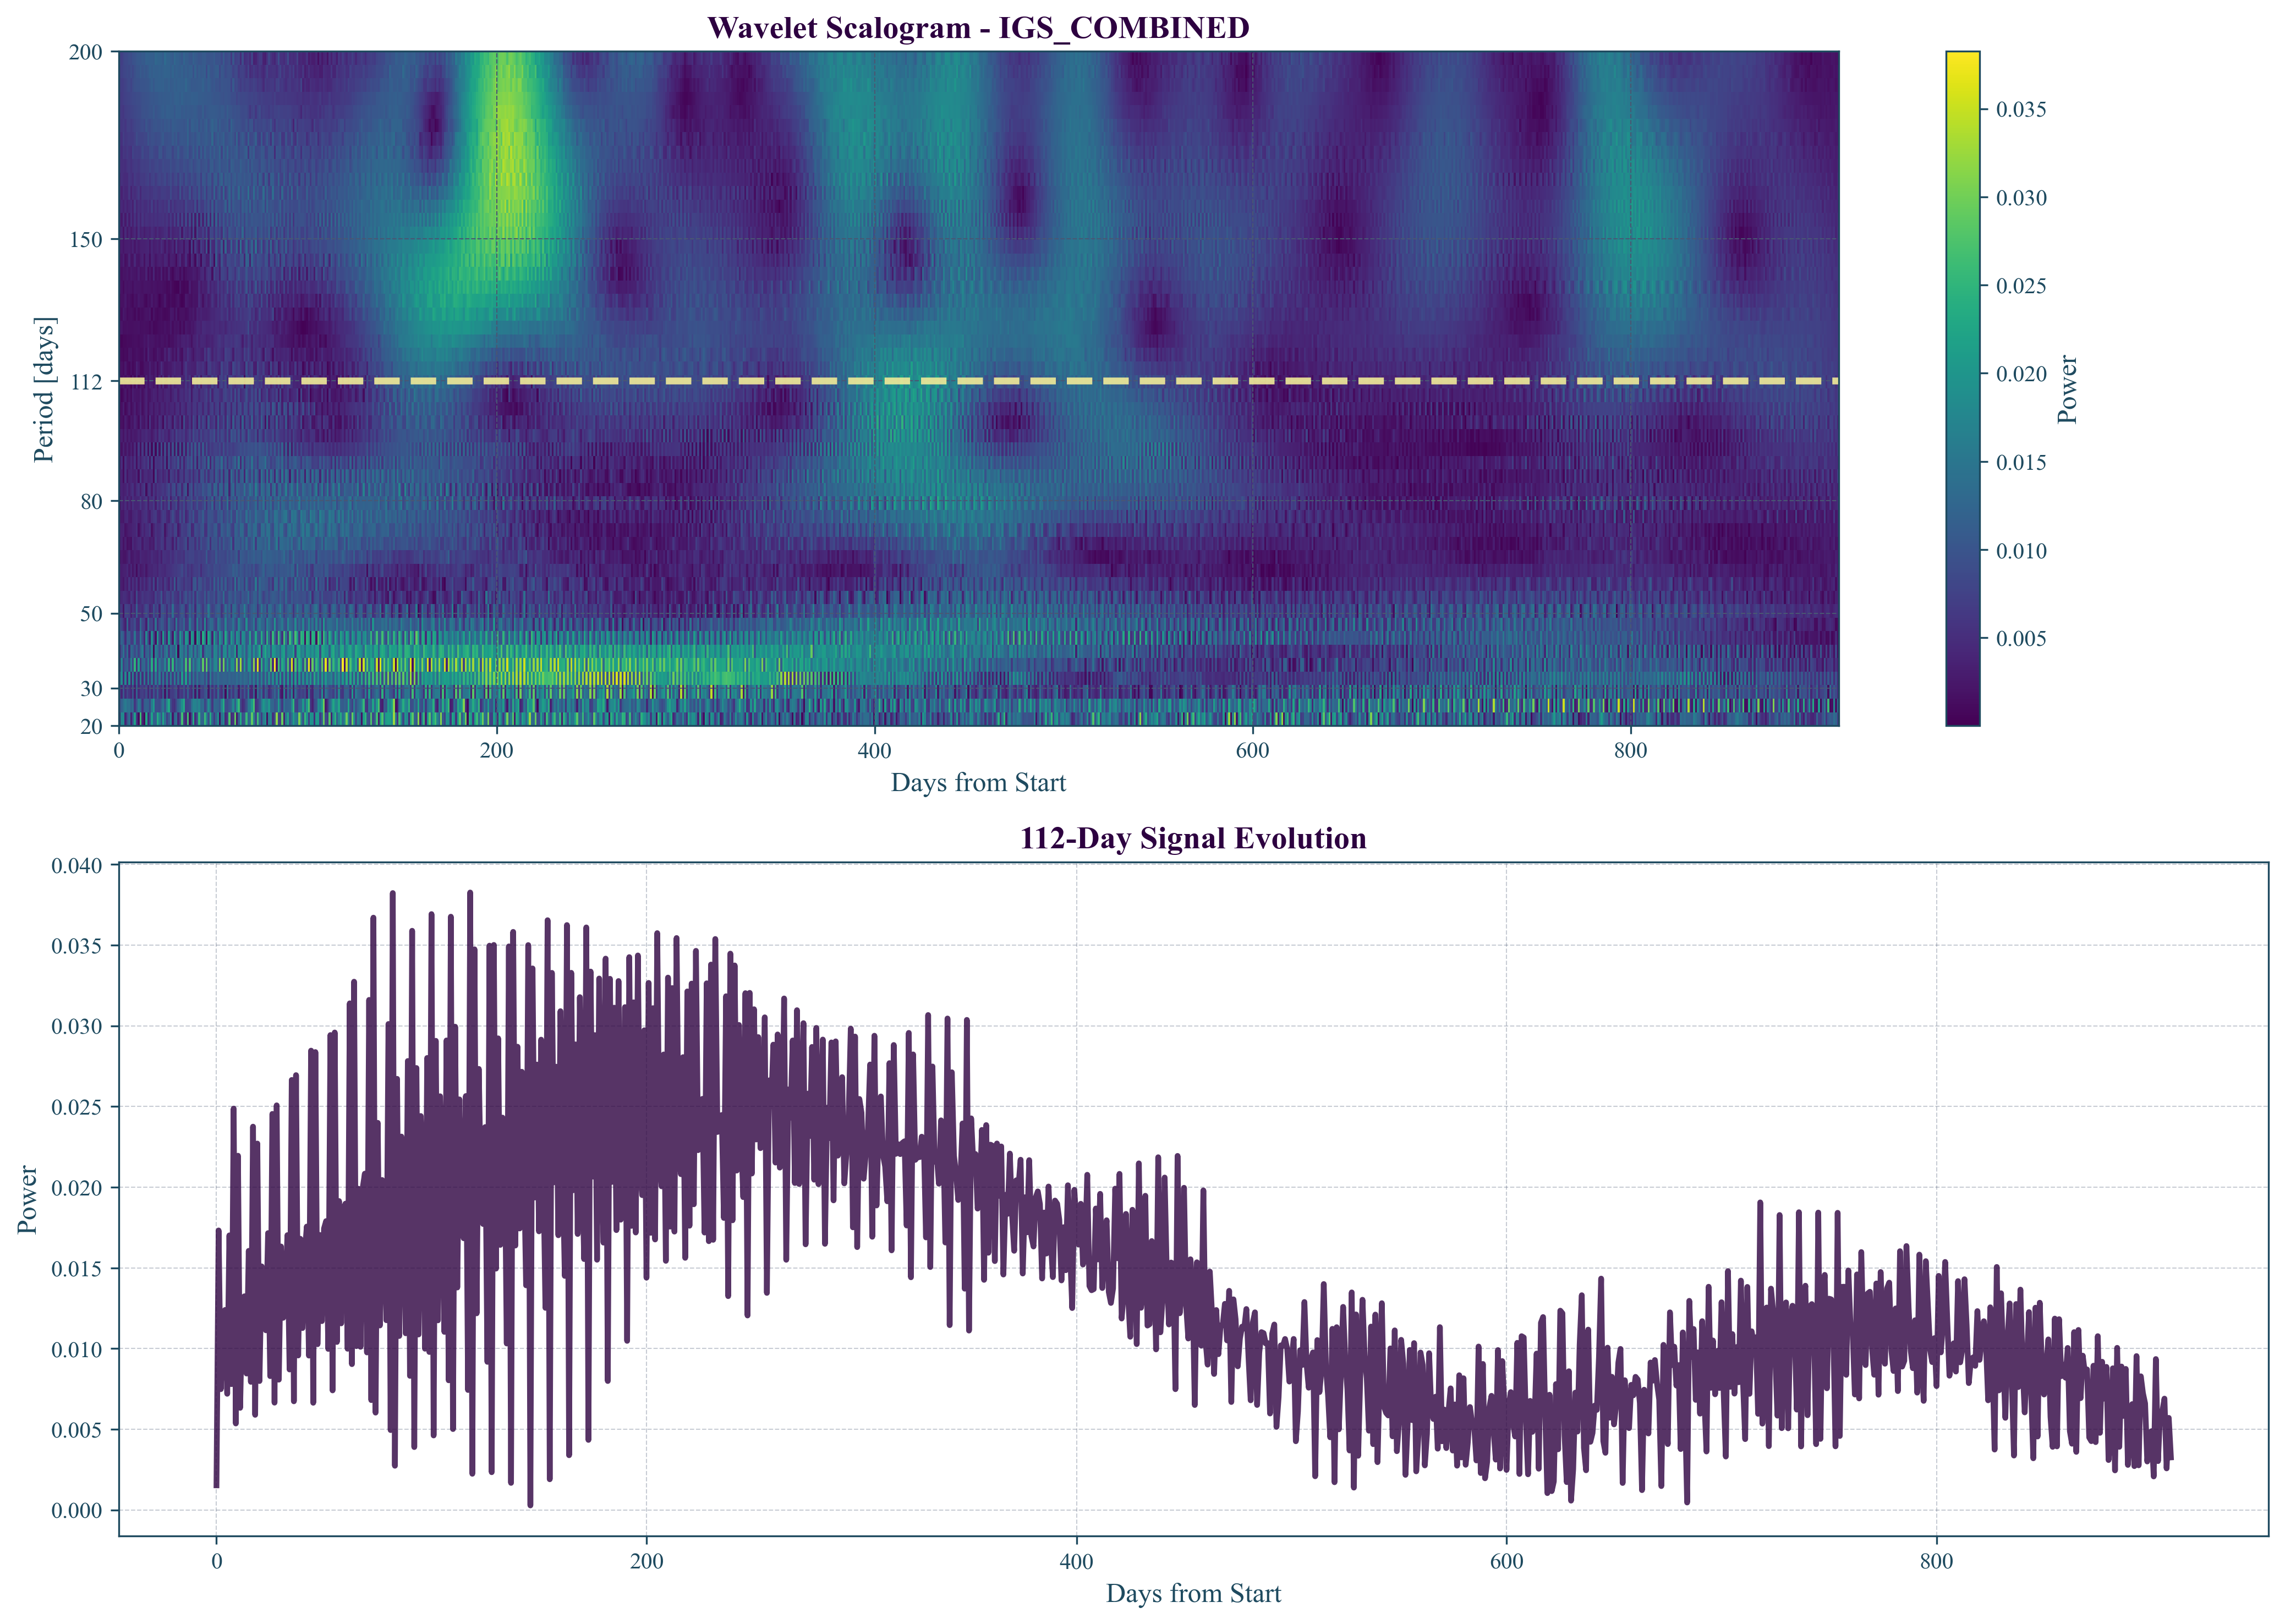 Wavelet Scalogram - IGS_COMBINED
200
150
112
80
50
30
20
Period [days]
0 200 400 600 800
Days from Start
0.035
0.030
0.025
0.020
0.015
0.010
0.005
Power
112-Day Signal Evolution
0.040
0.035
0.030
0.025
0.020
0.015
0.010
0.005
0.000
Power
0 200 400 600 800
Days from Start